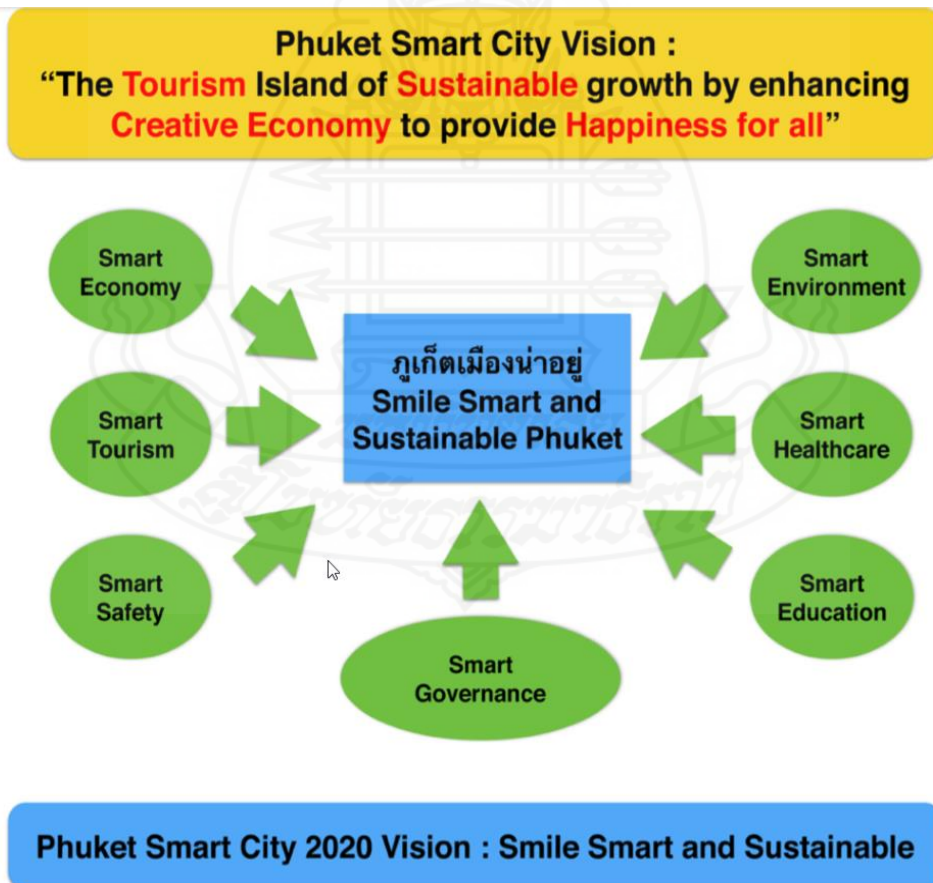 Phuket Smart City Vision :
“The Tourism Island of Sustainable growth by enhancing
Creative Economy to provide Happiness for all”
Smart
Economy
Smart
Environment
ภูเก็ตเมืองน่าอยู่
Smile Smart and
Sustainable Phuket
Smart
Tourism
Smart
Healthcare
Smart
Safety
Smart
Education
Smart
Governance
Phuket Smart City 2020 Vision : Smile Smart and Sustainable